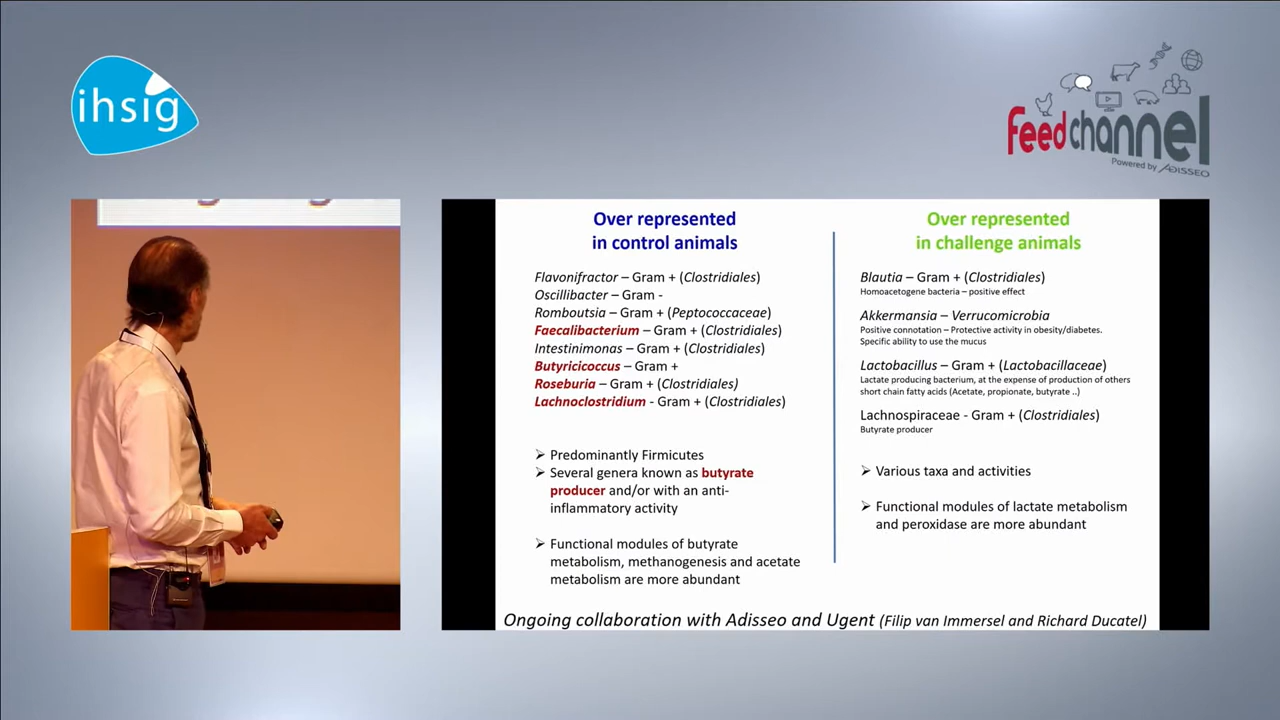 ihsig
feedchannel
Powered by ADISSEO
Over represented
in control animals
Flavonifractor – Gram + (Clostridiales)
Oscillibacter – Gram -
Romboutsia – Gram + (Peptococcaceae)
Faecalibacterium – Gram + (Clostridiales)
Intestinimonas – Gram + (Clostridiales)
Butyricicoccus – Gram +
Roseburia – Gram + (Clostridiales)
Lachnoclostridium - Gram + (Clostridiales)
➢ Predominantly Firmicutes
➢ Several genera known as butyrate
producer and/or with an anti-
inflammatory activity
➢ Functional modules of butyrate
metabolism, methanogenesis and acetate
metabolism are more abundant
Over represented
in challenge animals
Blautia – Gram + (Clostridiales)
Homoacetogene bacteria – positive effect
Akkermansia – Verrucomicrobia
Positive connotation – Protective activity in obesity/diabetes.
Specific ability to use the mucus
Lactobacillus – Gram + (Lactobacillaceae)
Lactate producing bacterium, at the expense of production of others
short chain fatty acids (Acetate, propionate, butyrate ..)
Lachnospiraceae - Gram + (Clostridiales)
Butyrate producer
➢ Various taxa and activities
➢ Functional modules of lactate metabolism
and peroxidase are more abundant
Ongoing collaboration with Adisseo and Ugent (Filip van Immersel and Richard Ducatel)